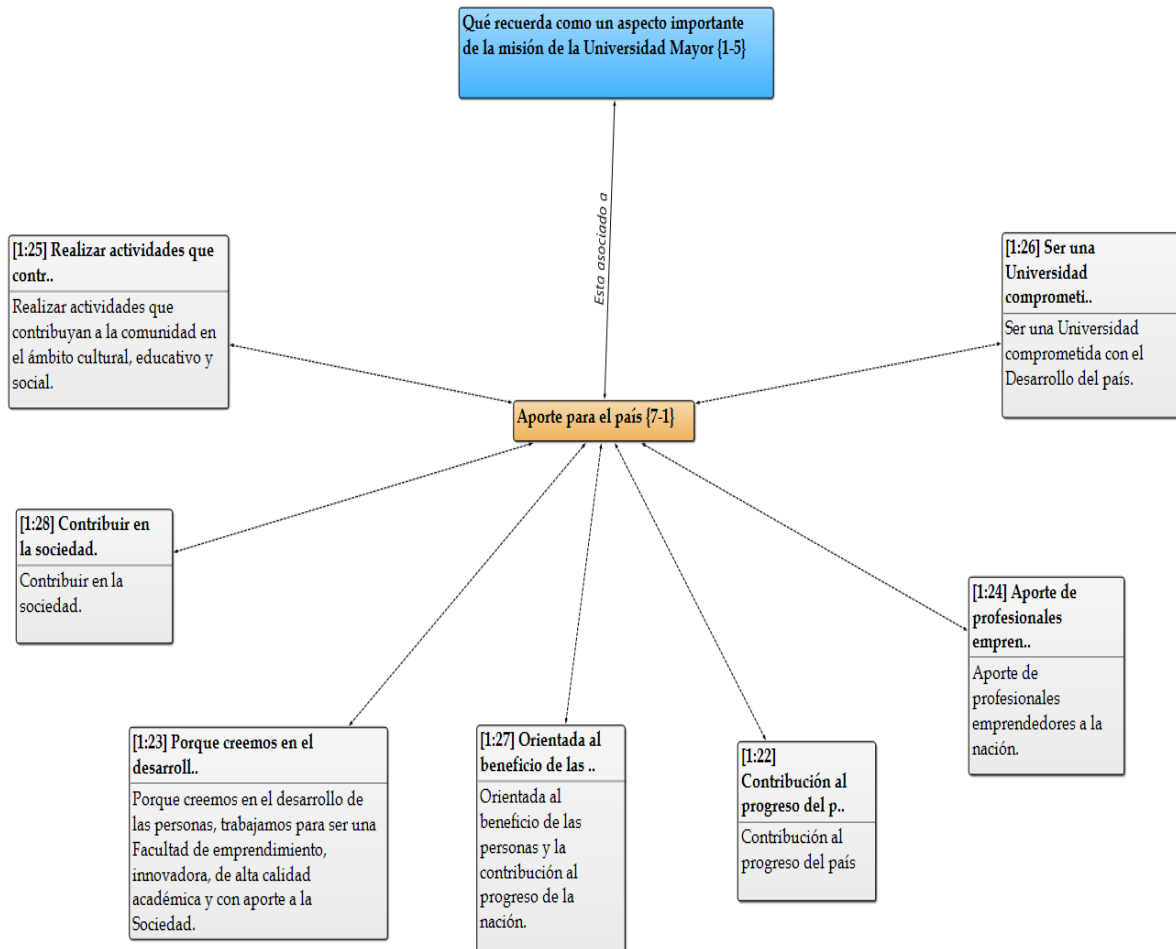 Qué recuerda como un aspecto importante
de la misión de la Universidad Mayor {1-5}
Esta asociado a
[1:25] Realizar actividades que
contr..
Realizar actividades que
contribuyan a la comunidad en
el ámbito cultural, educativo y
social.
[1:26] Ser una
Universidad
comprometi..
Ser una Universidad
comprometida con el
Desarrollo del país.
Aporte para el país {7-1}
[1:28] Contribuir en
la sociedad.
Contribuir en la
sociedad.
[1:24] Aporte de
profesionales
empren..
Aporte de
profesionales
emprendedores a la
nación.
[1:23] Porque creemos en el
desarroll..
Porque creemos en el desarrollo de
las personas, trabajamos para ser una
Facultad de emprendimiento,
innovadora, de alta calidad
académica y con aporte a la
Sociedad.
[1:27] Orientada al
beneficio de las ..
Orientada al
beneficio de las
personas y la
contribución al
progreso de la
nación.
[1:22]
Contribución al
progreso del p..
Contribución al
progreso del país